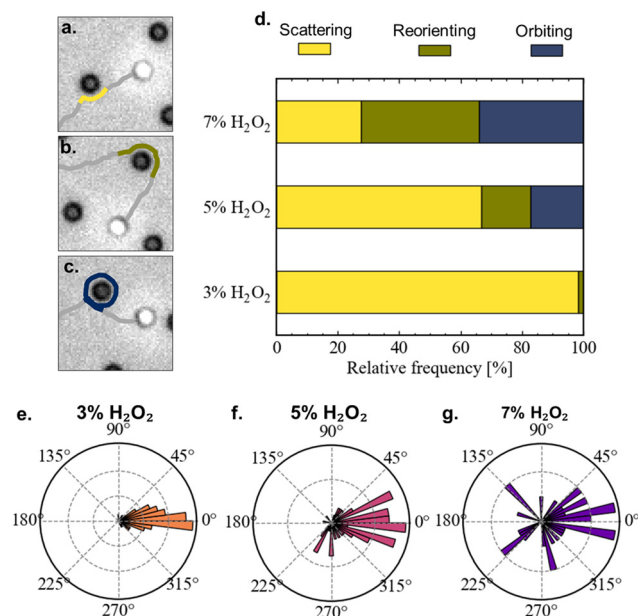 a.
b.
c.
d.
Scattering Reorienting Orbiting
7% H₂O₂
5% H₂O₂
3% H₂O₂
0 20 40 60 80 100
Relative frequency [%]
e. 3% H₂O₂
90°
135° 45°
180° 0°
225° 315°
270°
f. 5% H₂O₂
90°
135° 45°
180° 0°
225° 315°
270°
g. 7% H₂O₂
90°
135° 45°
180° 0°
225° 315°
270°